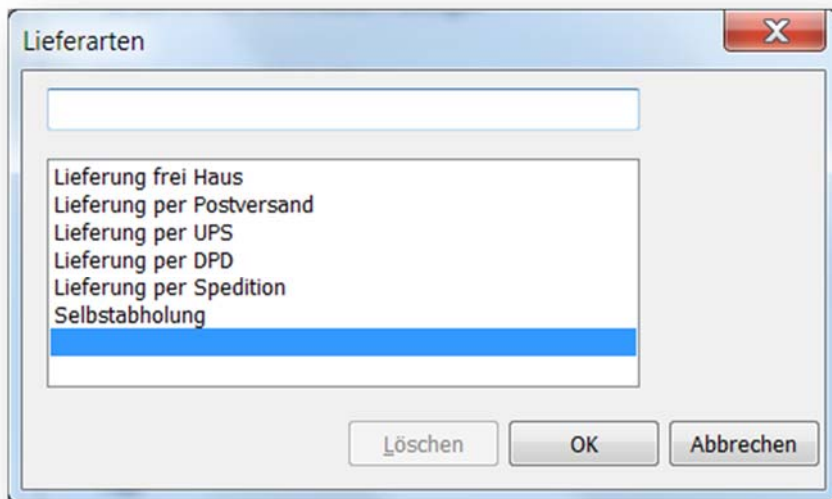 Lieferarten
Lieferung frei Haus
Lieferung per Postversand
Lieferung per UPS
Lieferung per DPD
Lieferung per Spedition
Selbstabholung
Löschen OK Abbrechen